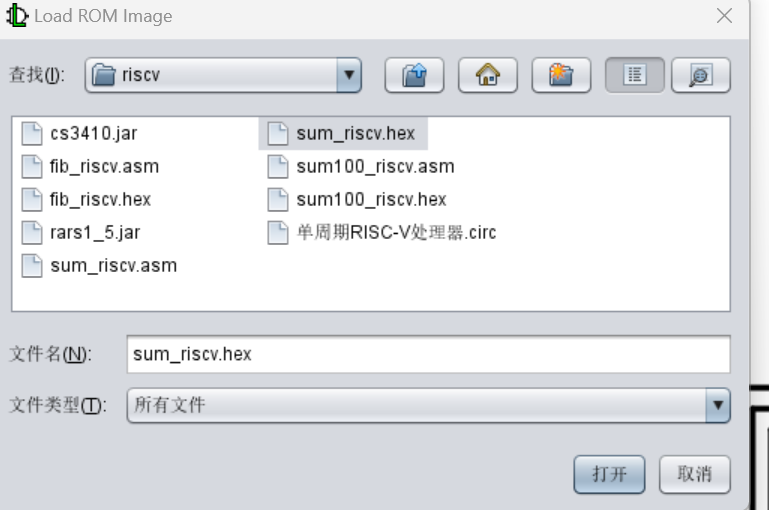 Load ROM Image
查找(I): riscv
cs3410.jar
fib_riscv.asm
fib_riscv.hex
rars1_5.jar
sum_riscv.asm
sum_riscv.hex
sum100_riscv.asm
sum100_riscv.hex
单周期RISC-V处理器.circ
文件名(N): sum_riscv.hex
文件类型(T): 所有文件
打开 取消